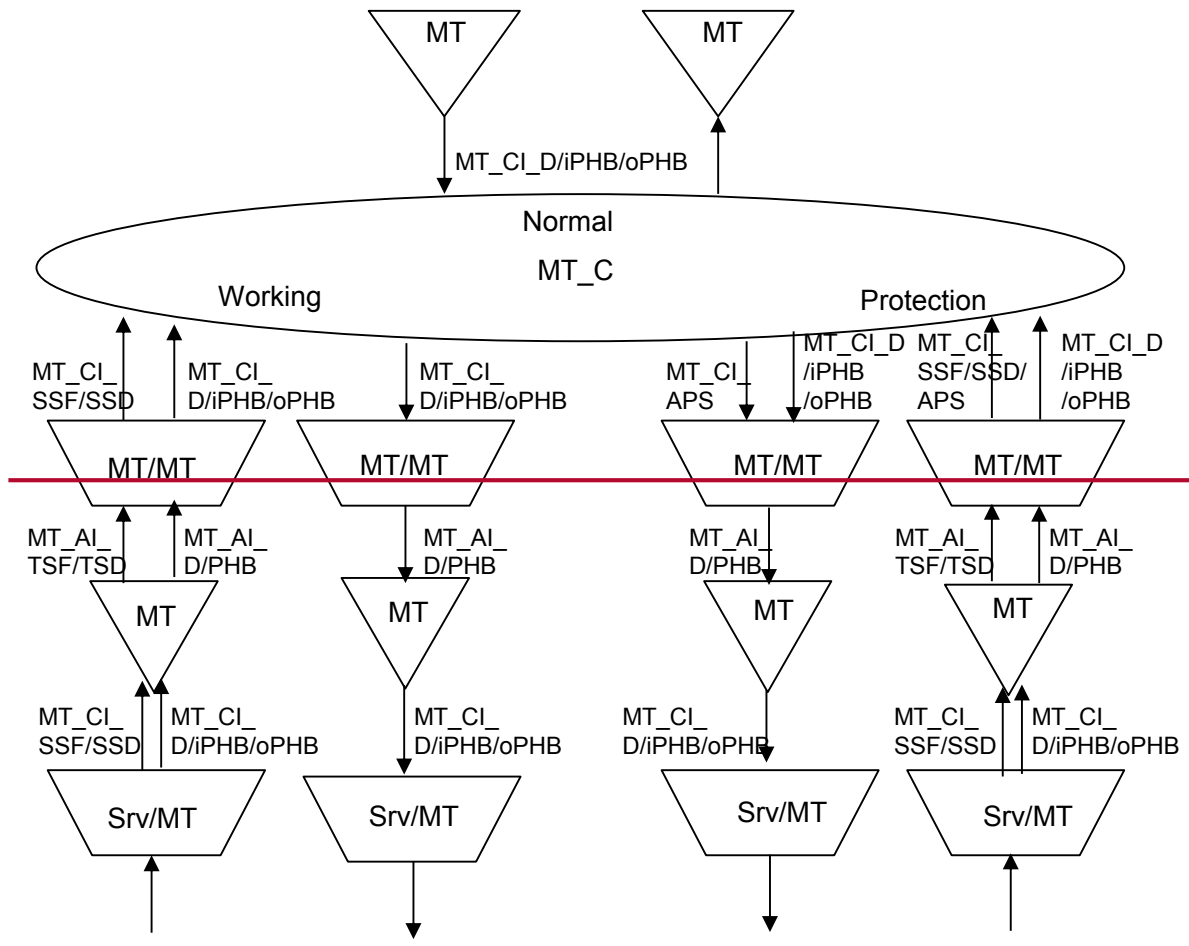 MT
MT
MT_CI_D/iPHB/oPHB
Normal
MT_C
Working
Protection
MT_CI_
SSF/SSD
MT_CI_
D/iPHB/oPHB
MT_CI_
D/iPHB/oPHB
MT_CI_
APS
MT_CI_D
/iPHB
/oPHB
MT_CI_
SSF/SSD/
APS
MT_CI_D
/iPHB
/oPHB
MT/MT
MT/MT
MT/MT
MT/MT
MT_AI_
TSF/TSD
MT_AI_
D/PHB
MT_AI_
D/PHB
MT_AI_
D/PHB
MT_AI_
TSF/TSD
MT_AI_
D/PHB
MT
MT
MT
MT
MT_CI_
SSF/SSD
MT_CI_
D/iPHB/oPHB
MT_CI_
D/iPHB/oPHB
MT_CI_
D/iPHB/oPHB
MT_CI_
SSF/SSD
MT_CI_
D/iPHB/oPHB
Srv/MT
Srv/MT
Srv/MT
Srv/MT